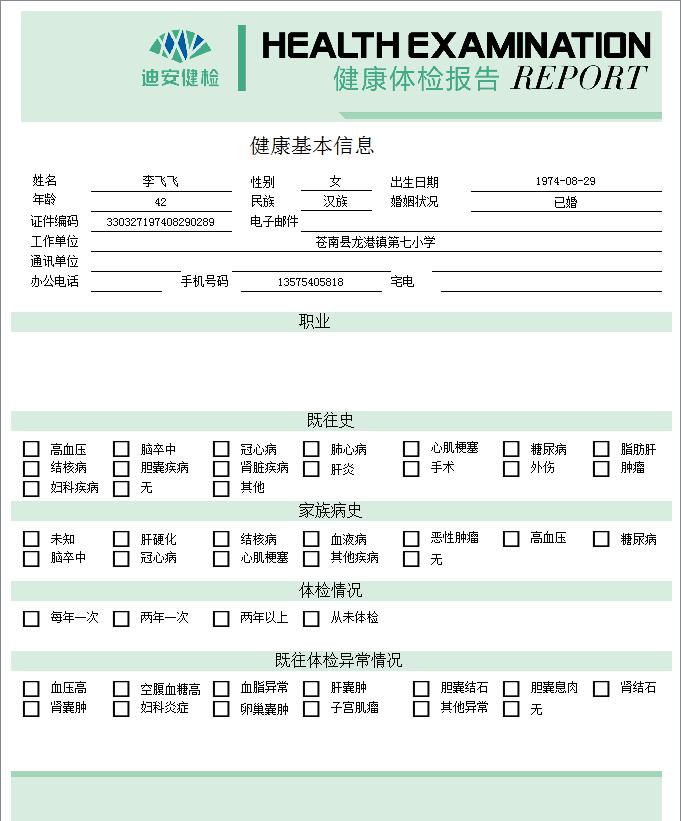 HEALTH EXAMINATION
迪安健检 健康体检报告 REPORT
健康基本信息
姓名 李飞飞 性别 女 出生日期 1974-08-29
年龄 42 民族 汉族 婚姻状况 已婚
证件编码 330327197408290289 电子邮件
工作单位 苍南县龙港镇第七小学
通讯单位
办公电话 手机号码 13575405818 宅电
职业
既往史
高血压 脑卒中 冠心病 肺心病 心肌梗塞 糖尿病 脂肪肝
结核病 胆囊疾病 肾脏疾病 肝炎 手术 外伤 肿瘤
妇科疾病 无 其他
家族病史
未知 肝硬化 结核病 血液病 恶性肿瘤 高血压 糖尿病
脑卒中 冠心病 心肌梗塞 其他疾病 无
体检情况
每年一次 两年一次 两年以上 从未体检
既往体检异常情况
血压高 空腹血糖高 血脂异常 肝囊肿 胆囊结石 胆囊息肉 肾结石
肾囊肿 妇科炎症 卵巢囊肿 子宫肌瘤 其他异常 无